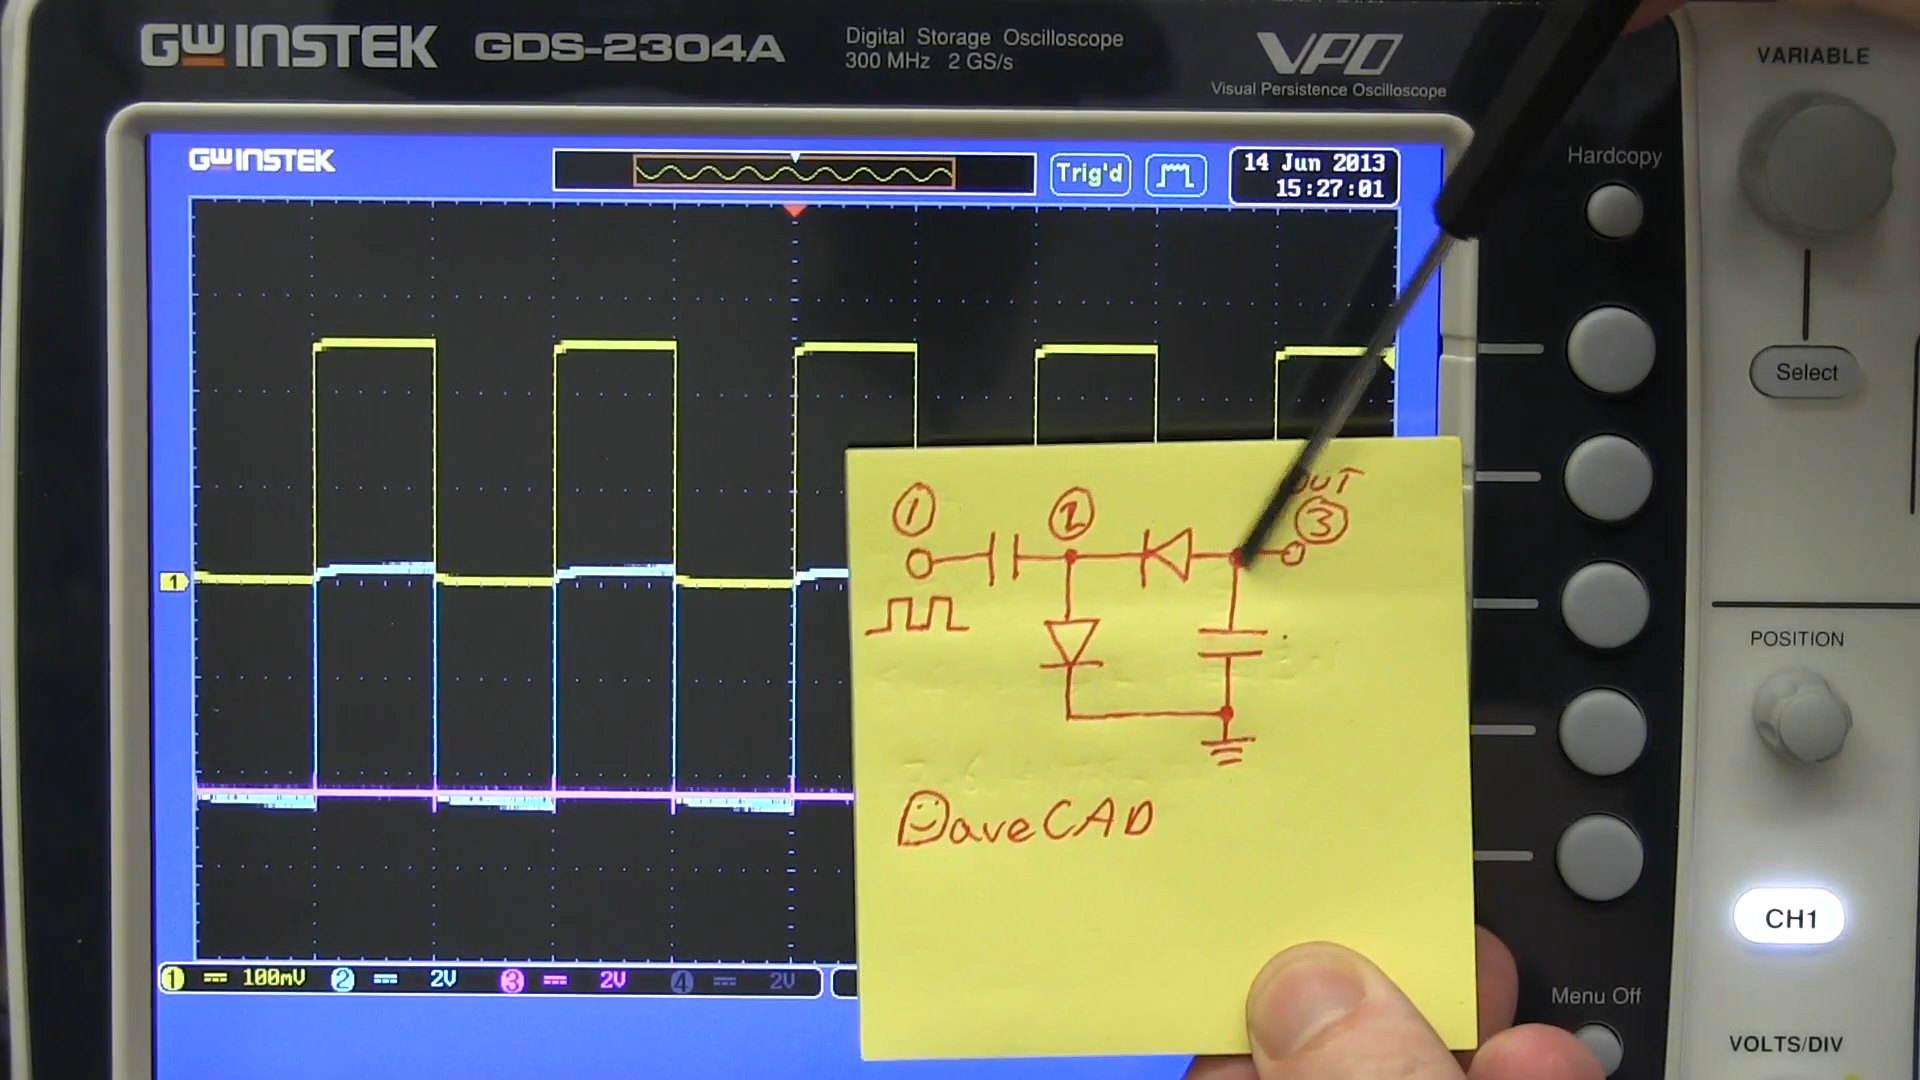 GW INSTEK GDS-2304A Digital Storage Oscilloscope
300 MHz 2 GS/s
VPO
Visual Persistence Oscilloscope
VARIABLE
Hardcopy
GW INSTEK
Trig'd
14 Jun 2013
15:27:01
Select
1
OUT
1
2
3
POSITION
DaveCAD
CH1
1 100mV 2 2V 3 2V 4 2V
Menu Off
VOLTS/DIV